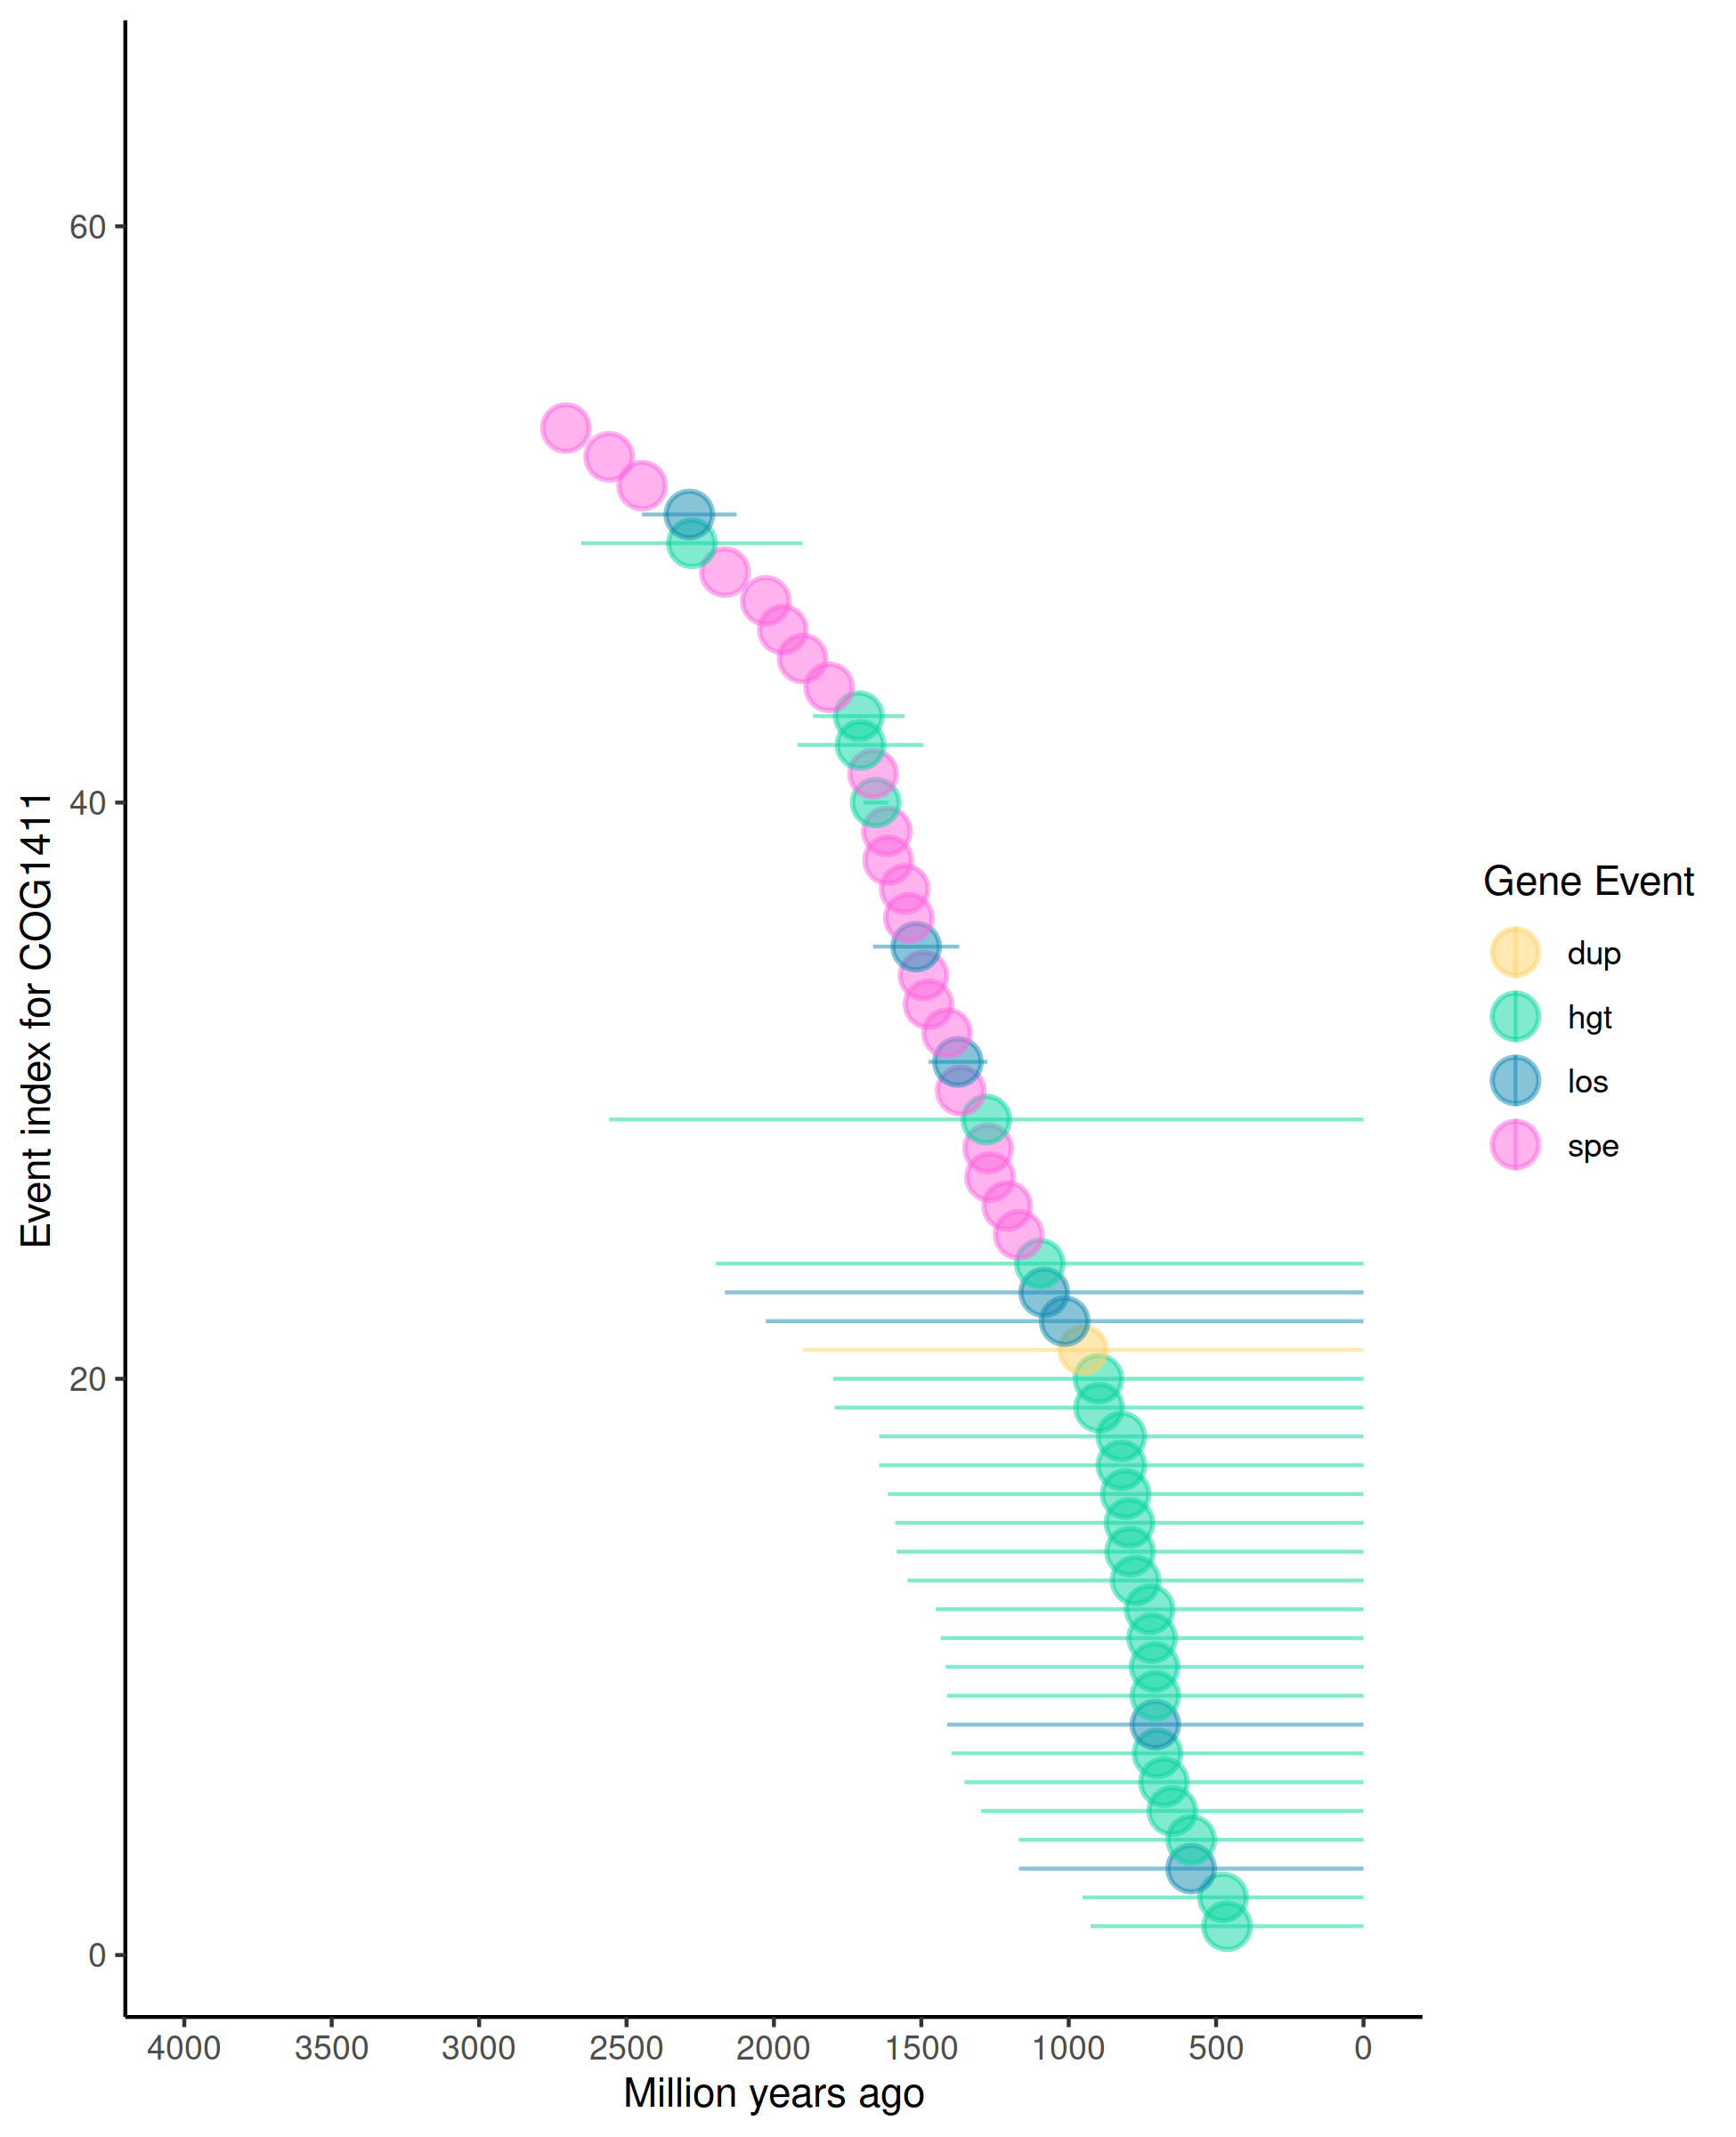 60
40
20
0
Event index for COG1411
4000 3500 3000 2500 2000 1500 1000 500 0
Million years ago
Gene Event
dup
hgt
los
spe